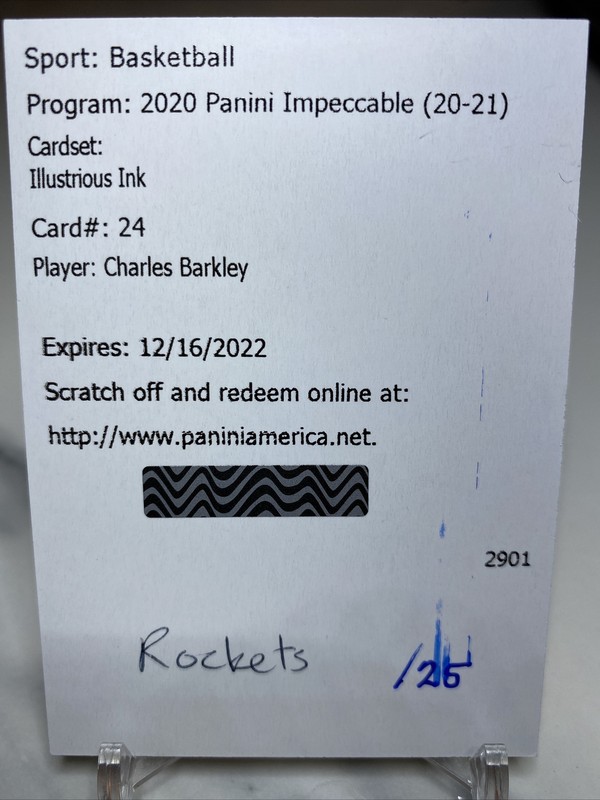 Sport: Basketball
Program: 2020 Panini Impeccable (20-21)
Cardset:
Illustrious Ink
Card#: 24
Player: Charles Barkley
Expires: 12/16/2022
Scratch off and redeem online at:
http://www.paniniamerica.net.
2901
Rockets /25